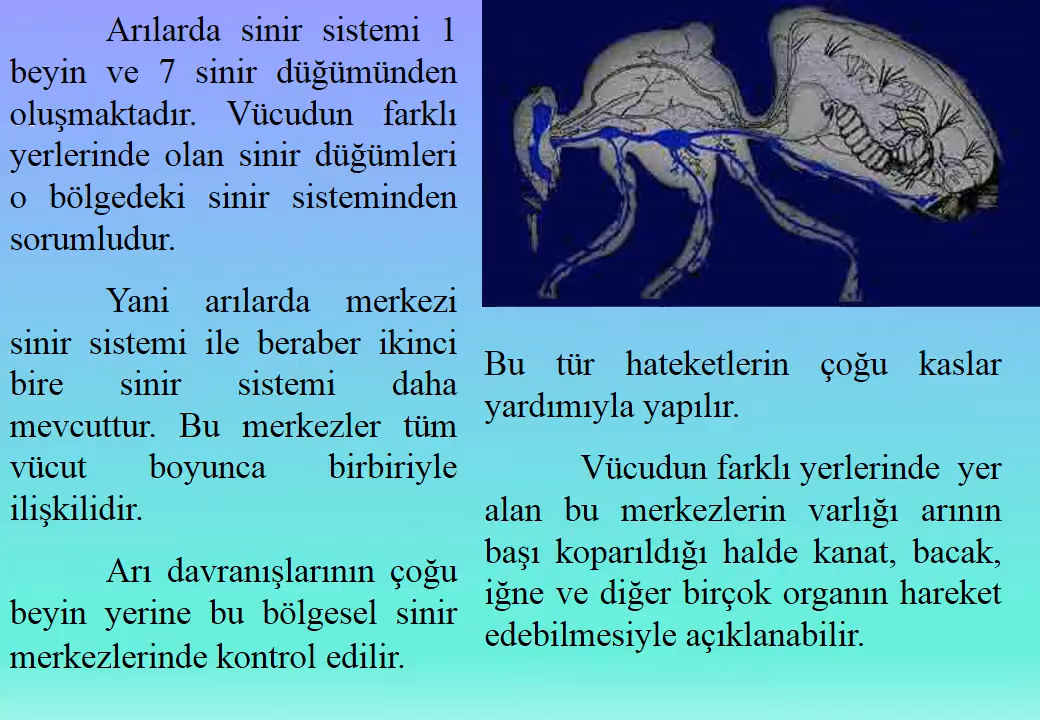 Arılarda sinir sistemi 1
beyin ve 7 sinir düğümünden
oluşmaktadır. Vücudun farklı
yerlerinde olan sinir düğümleri
o bölgedeki sinir sisteminden
sorumludur.
Yani arılarda merkezi
sinir sistemi ile beraber ikinci
bire sinir sistemi daha
mevcuttur. Bu merkezler tüm
vücut boyunca birbiriyle
ilişkilidir.
Arı davranışlarının çoğu
beyin yerine bu bölgesel sinir
merkezlerinde kontrol edilir.
Bu tür hateketlerin çoğu kaslar
yardımıyla yapılır.
Vücudun farklı yerlerinde yer
alan bu merkezlerin varlığı arının
başı koparıldığı halde kanat, bacak,
iğne ve diğer birçok organın hareket
edebilmesiyle açıklanabilir.